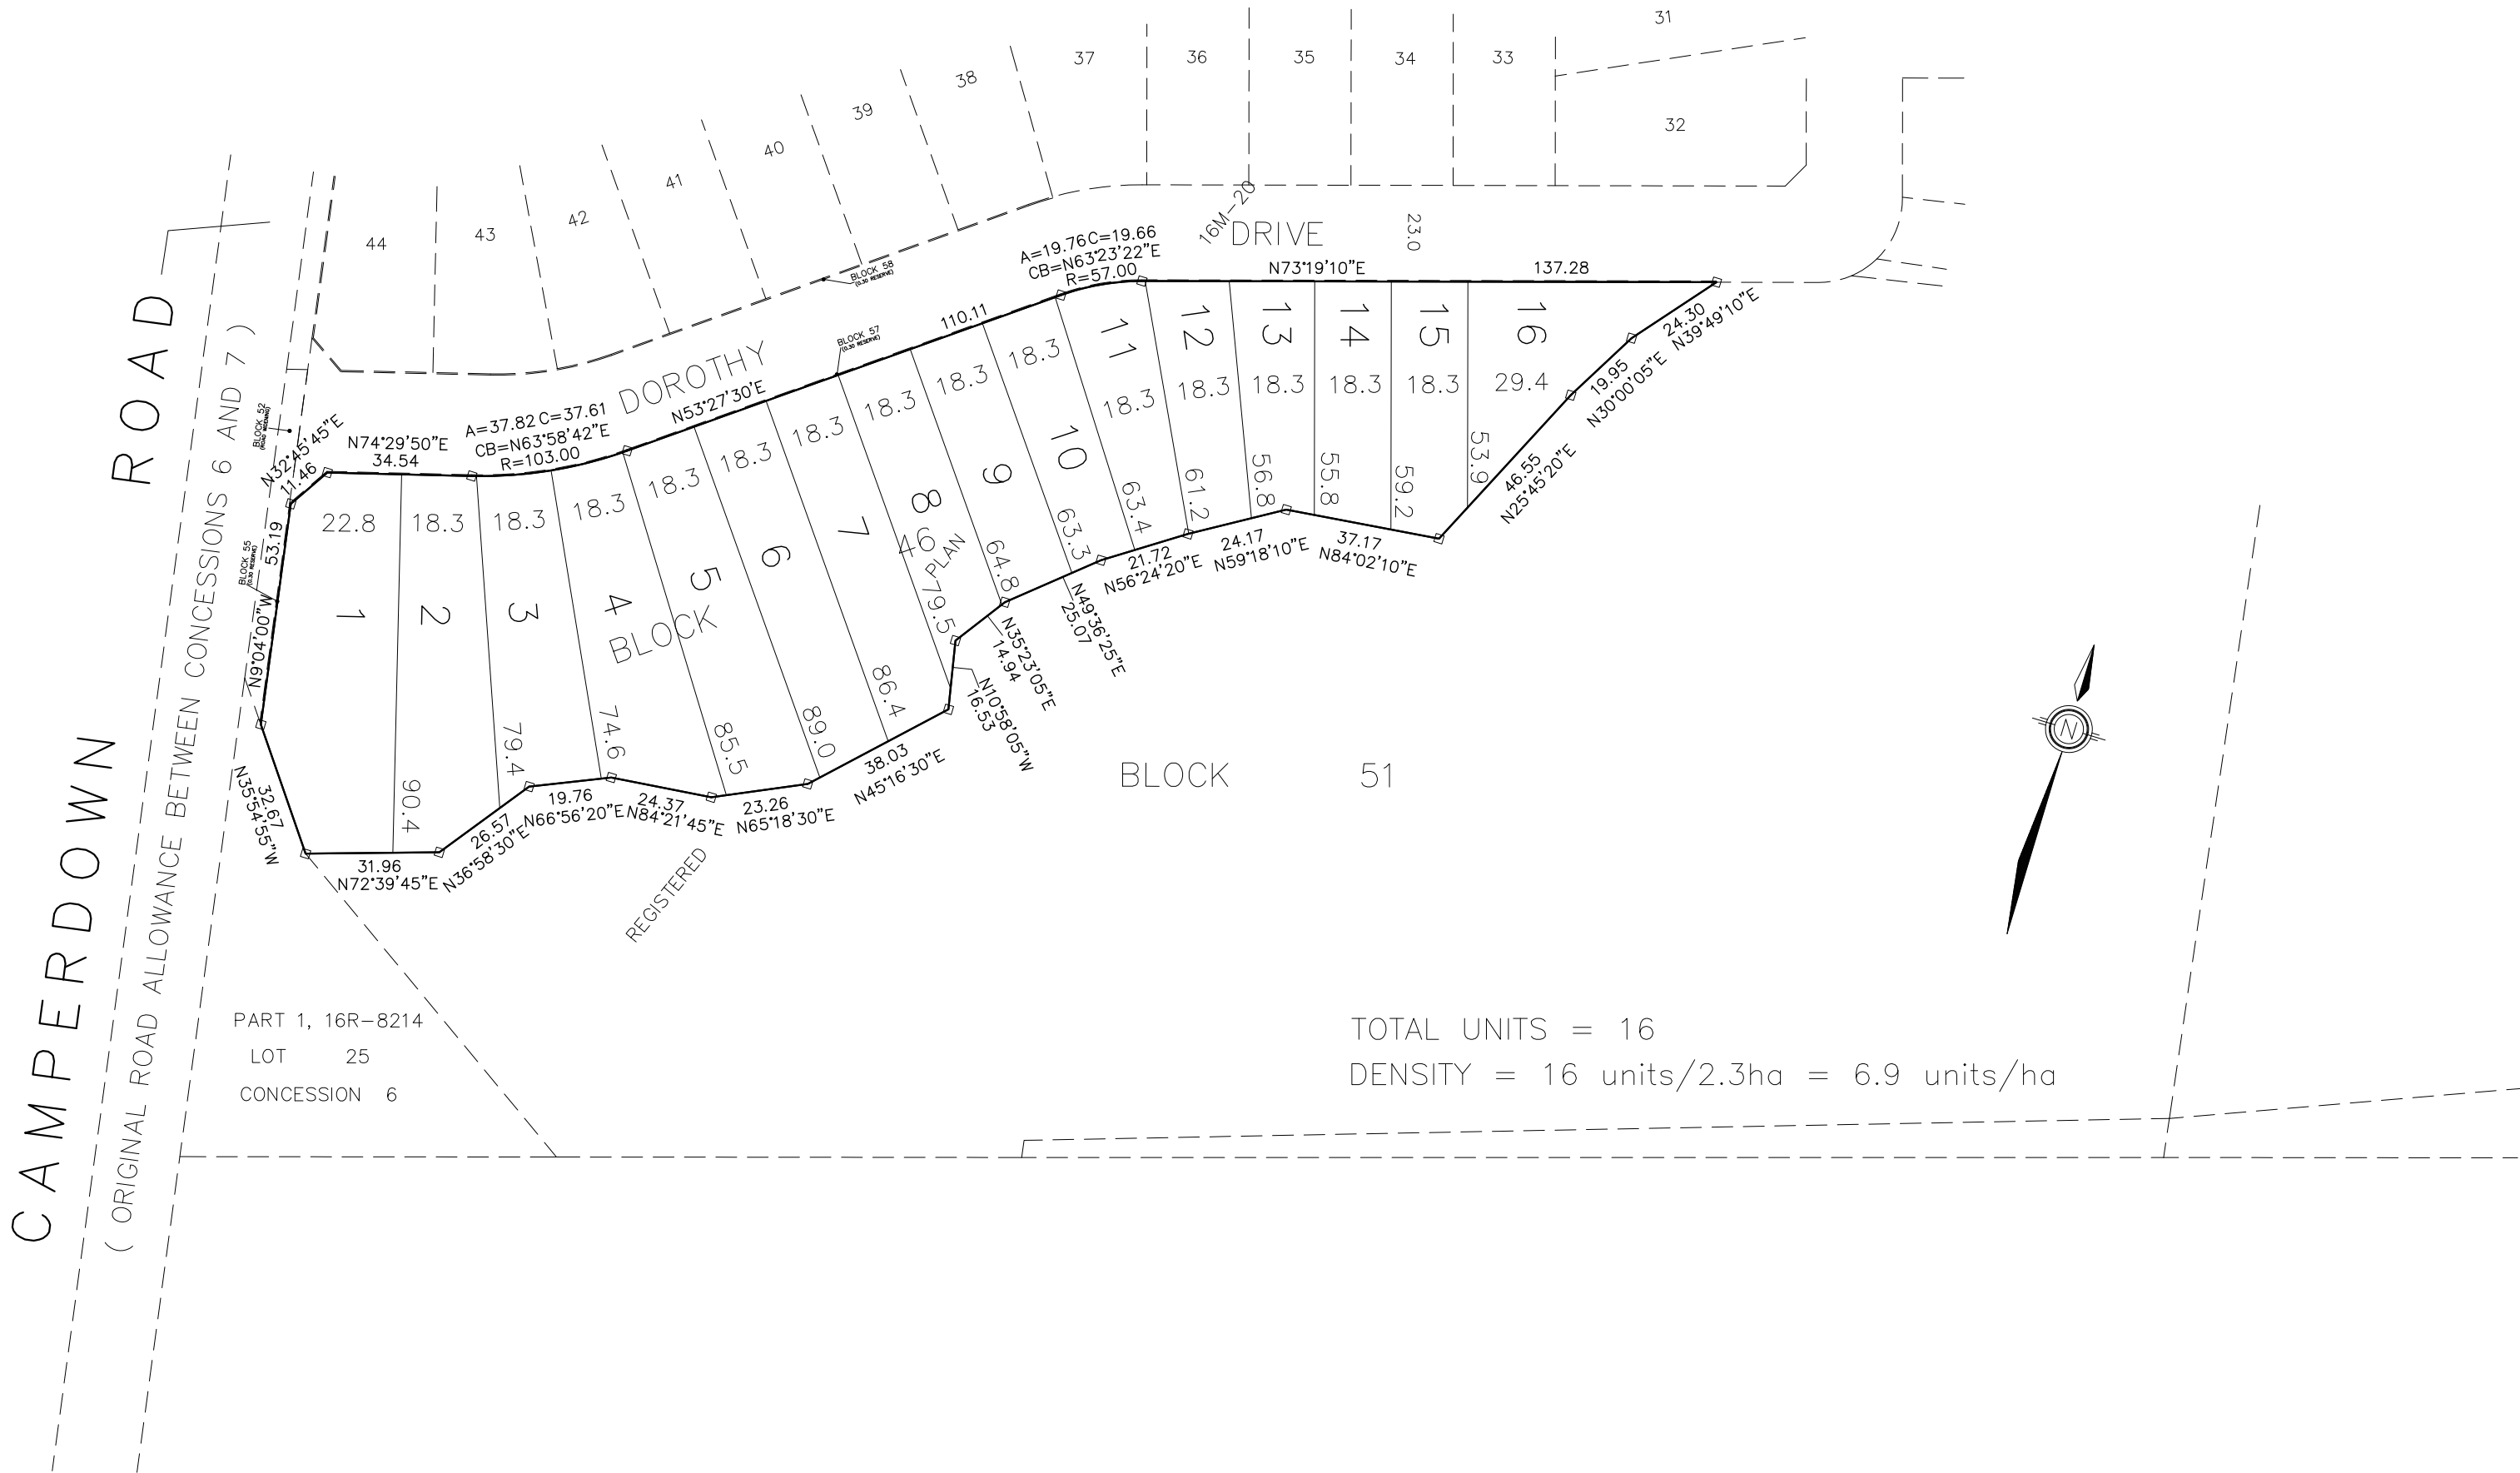 31
37
36
35
34
33
38
39
32
40
41
42
43
44
16M-20
DRIVE
23.0
A=19.76 C=19.66
CB=N63°23'22"E
R=57.00
N73°19'10"E
137.28
BLOCK 58
(0.30 RESERVE)
BLOCK 57
(0.30 RESERVE)
110.11
DOROTHY
N53°27'30"E
A=37.82 C=37.61
CB=N63°58'42"E
R=103.00
N74°29'50"E
34.54
N32°45'45"E
11.46
BLOCK 52
(ROAD WIDENING)
BLOCK 55
(0.30 RESERVE)
53.19
N9°04'00"W
24.30
N39°49'10"E
19.95
N30°00'05"E
46.55
N25°45'20"E
1
2
3
4
5
6
7
8
9
10
11
12
13
14
15
16
22.8
18.3
18.3
18.3
18.3
18.3
18.3
18.3
18.3
18.3
18.3
18.3
18.3
18.3
18.3
29.4
90.4
79.4
74.6
85.5
89.0
86.4
79.5
64.8
63.3
63.4
61.2
56.8
55.8
59.2
53.9
BLOCK
46
PLAN
REGISTERED
37.17
N84°02'10"E
24.17
N59°18'10"E
21.72
N56°24'20"E
N49°36'25"E
25.07
N35°23'05"E
14.94
N10°58'05"W
16.53
38.03
N45°16'30"E
23.26
N65°18'30"E
24.37
N84°21'45"E
19.76
N66°56'20"E
26.57
N36°58'30"E
31.96
N72°39'45"E
32.67
N35°54'55"W
CAMPERDOWN ROAD
( ORIGINAL ROAD ALLOWANCE BETWEEN CONCESSIONS 6 AND 7 )
BLOCK 51
N
PART 1, 16R-8214
LOT 25
CONCESSION 6
TOTAL UNITS = 16
DENSITY = 16 units/2.3ha = 6.9 units/ha